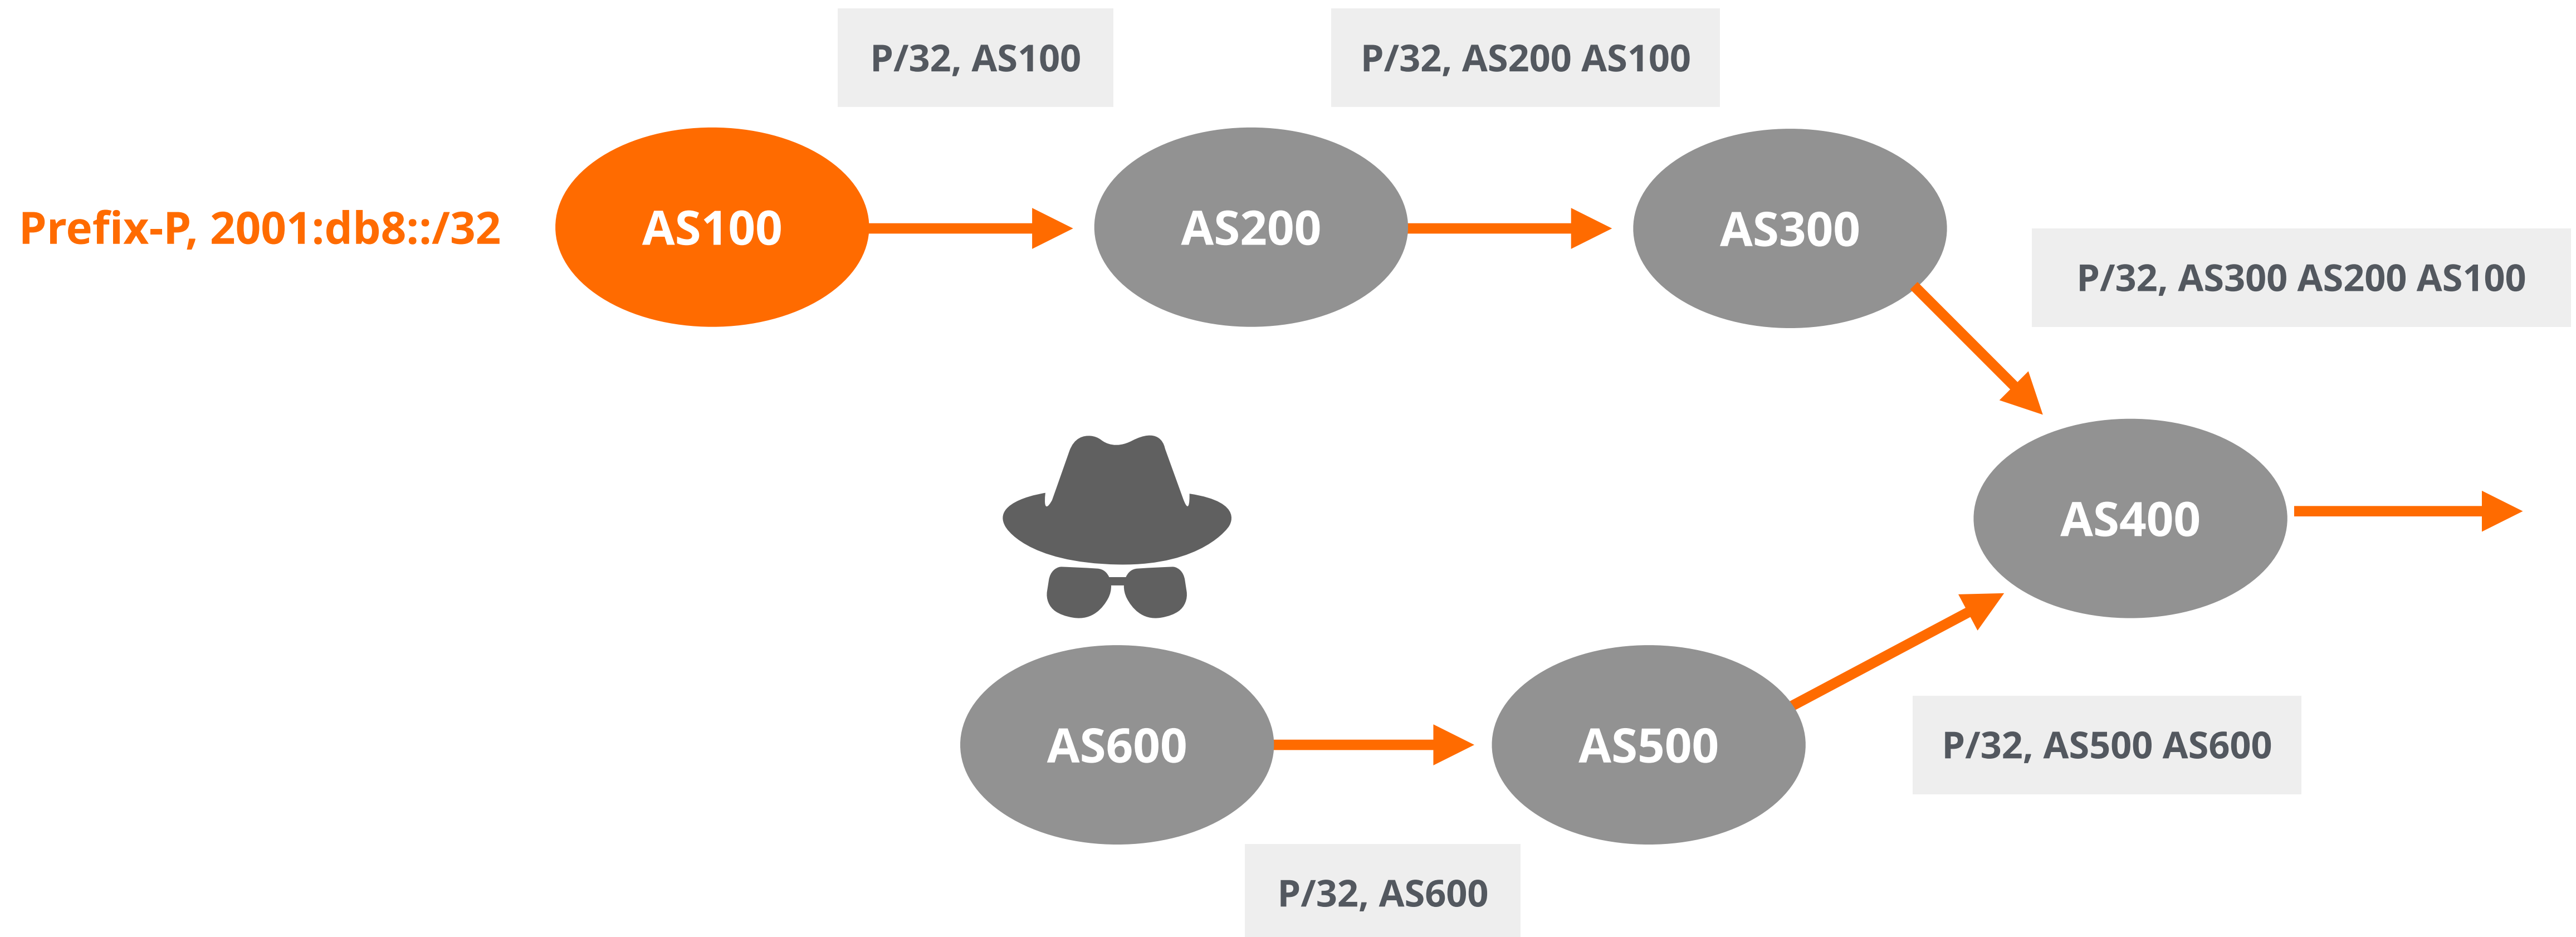 P/32, AS100
P/32, AS200 AS100
Prefix-P, 2001:db8::/32
AS100
AS200
AS300
P/32, AS300 AS200 AS100
AS400
AS600
AS500
P/32, AS500 AS600
P/32, AS600